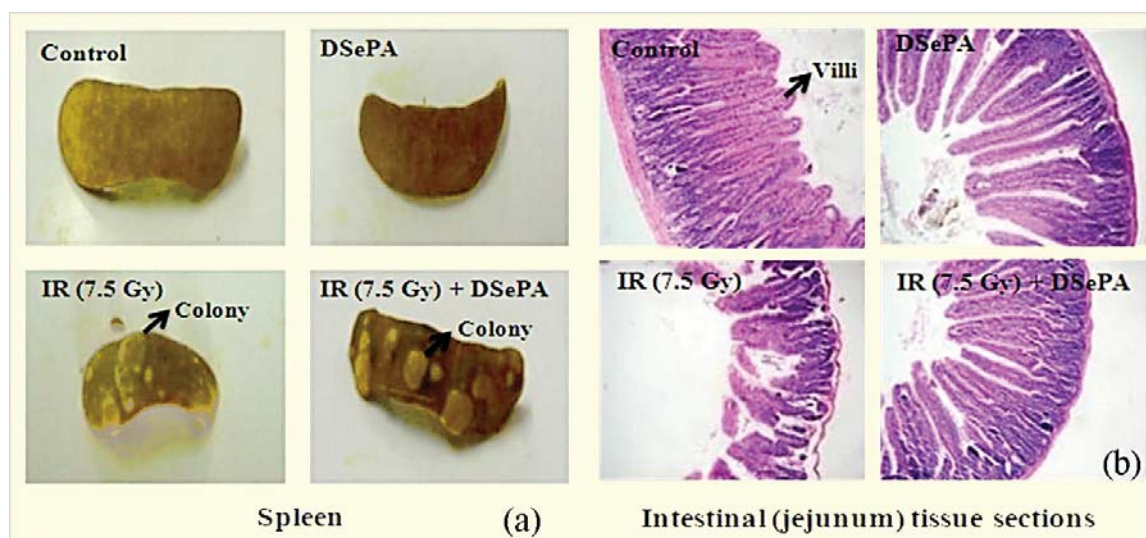 Control
DSePA
IR (7.5 Gy)
Colony
IR (7.5 Gy) + DSePA
Colony
Spleen
(a)
Control
Villi
DSePA
IR (7.5 Gy)
IR (7.5 Gy) + DSePA
(b)
Intestinal (jejunum) tissue sections